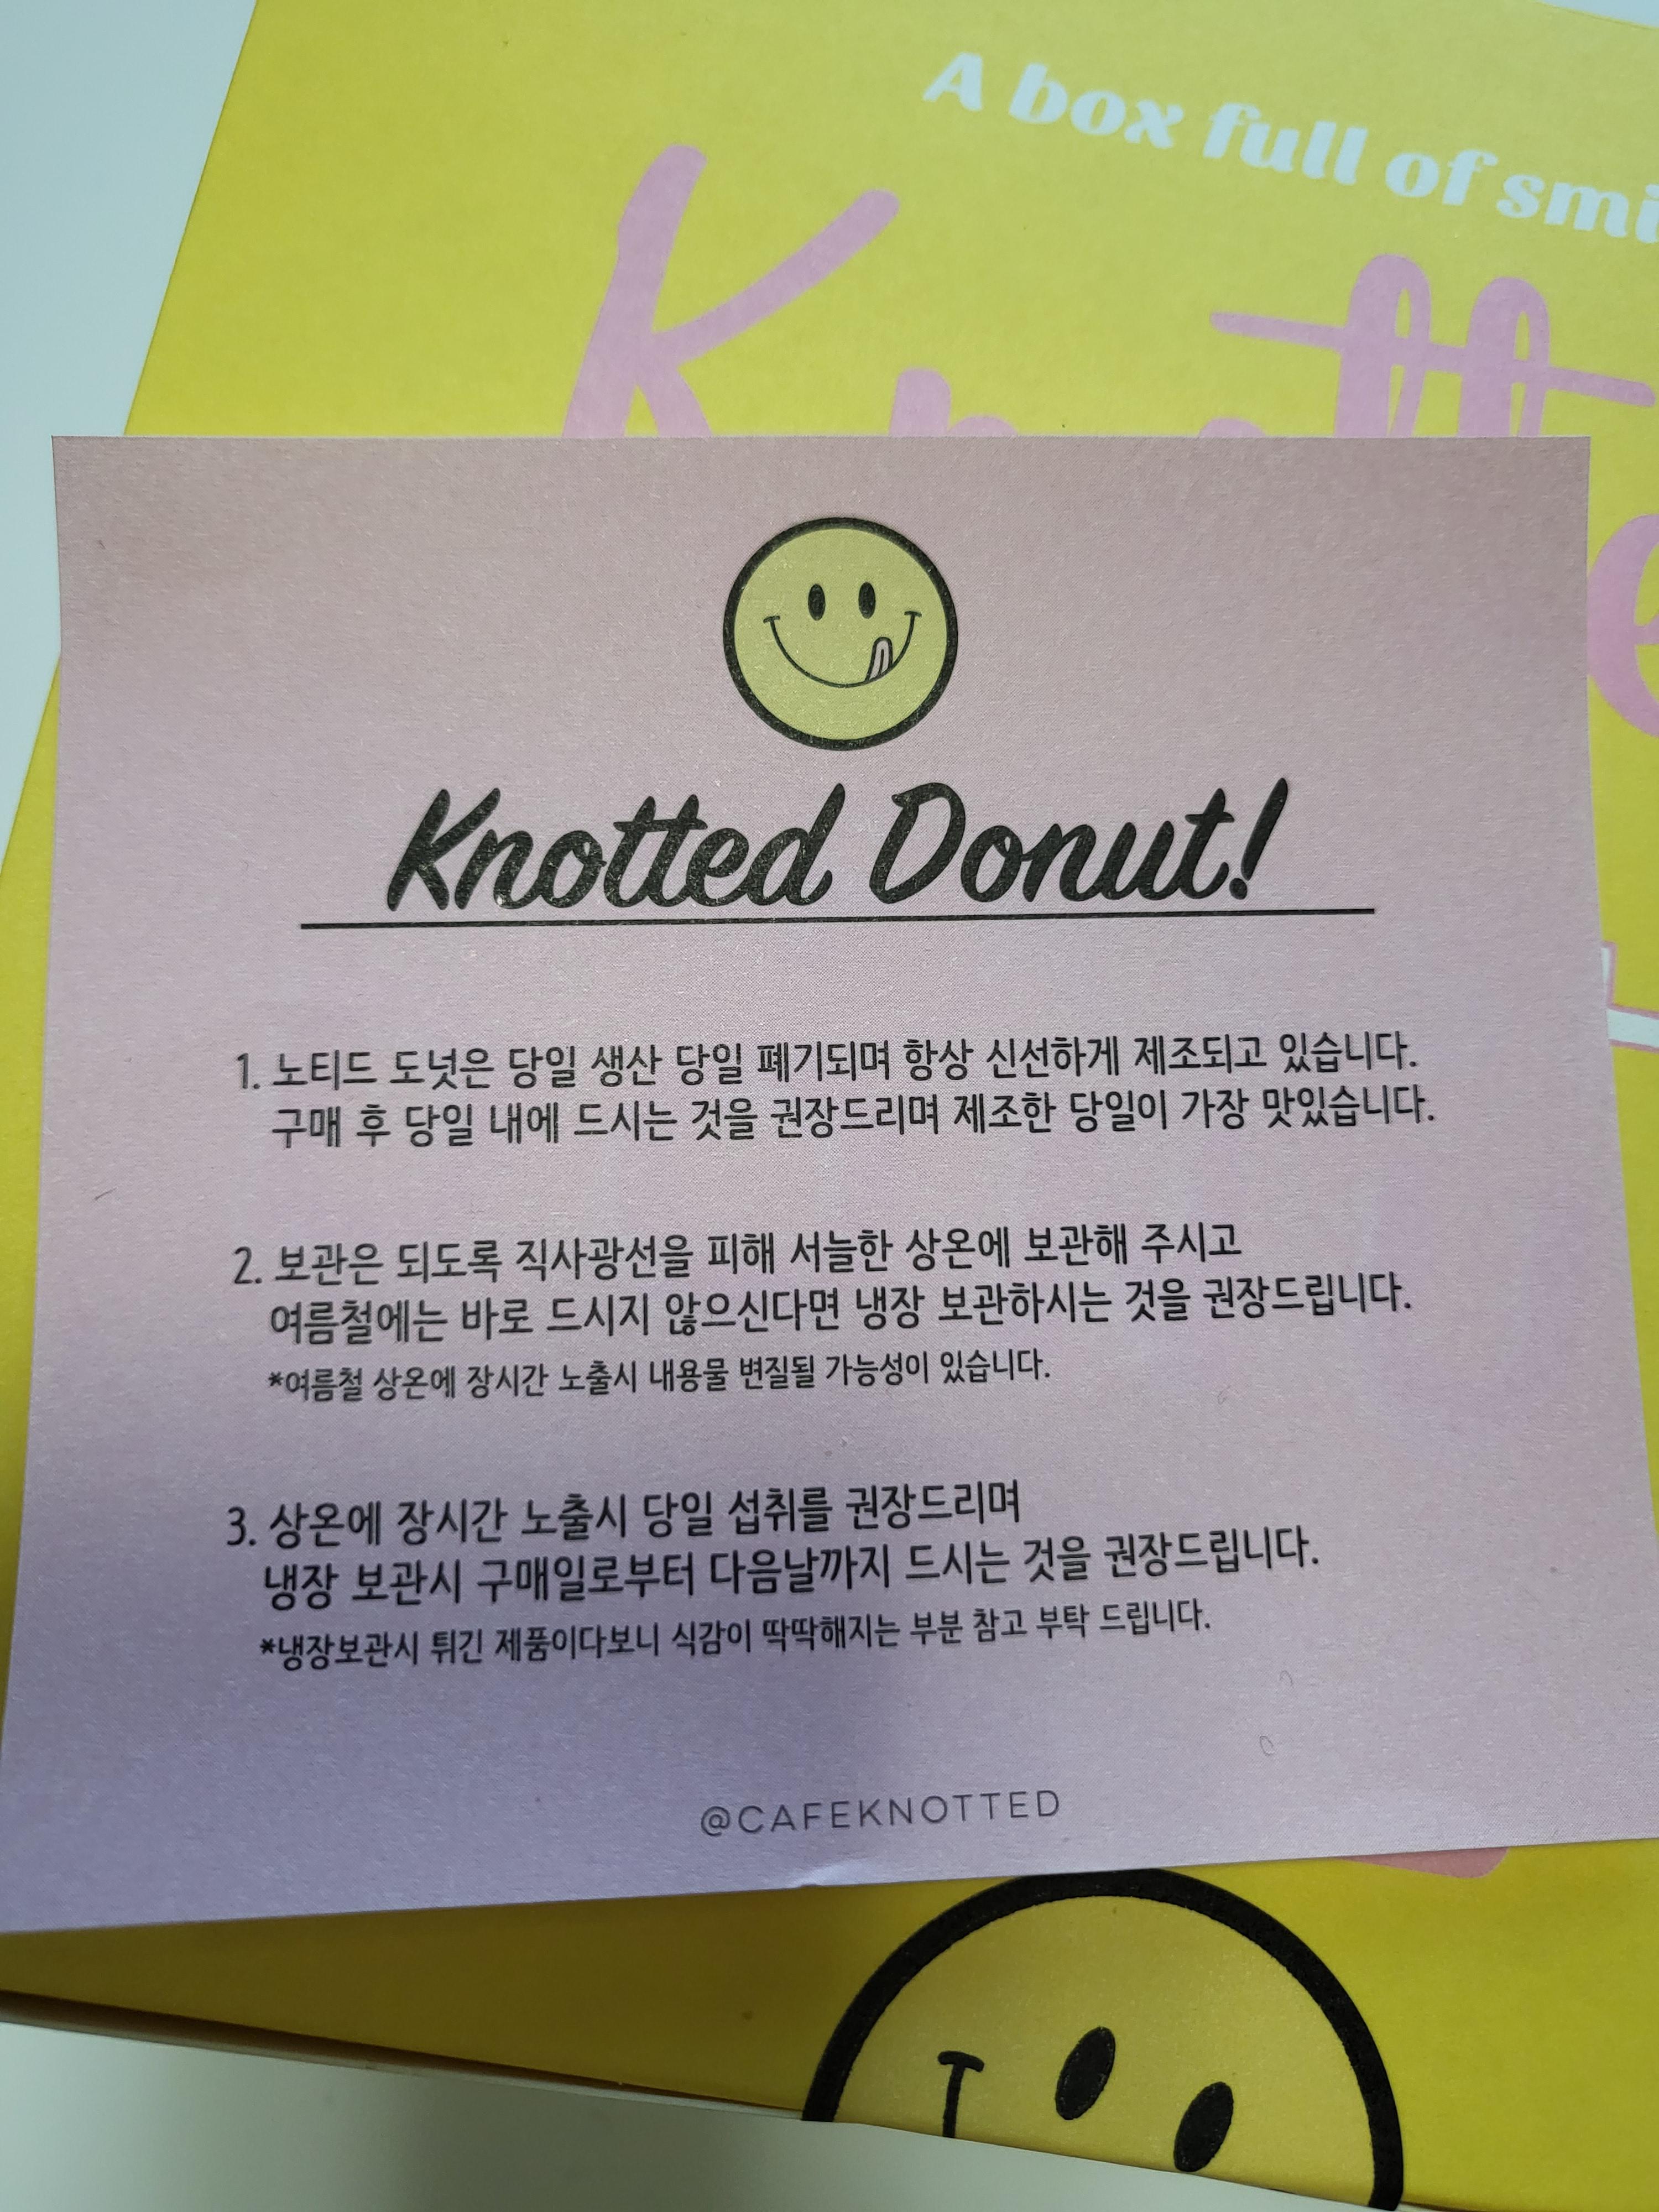 A box full of smi
Knotte
Knotted Donut!
1. 노티드 도넛은 당일 생산 당일 폐기되며 항상 신선하게 제조되고 있습니다.
구매 후 당일 내에 드시는 것을 권장드리며 제조한 당일이 가장 맛있습니다.
2. 보관은 되도록 직사광선을 피해 서늘한 상온에 보관해 주시고
여름철에는 바로 드시지 않으신다면 냉장 보관하시는 것을 권장드립니다.
*여름철 상온에 장시간 노출시 내용물 변질될 가능성이 있습니다.
3. 상온에 장시간 노출시 당일 섭취를 권장드리며
냉장 보관시 구매일로부터 다음날까지 드시는 것을 권장드립니다.
*냉장보관시 튀긴 제품이다보니 식감이 딱딱해지는 부분 참고 부탁 드립니다.
@CAFEKNOTTED